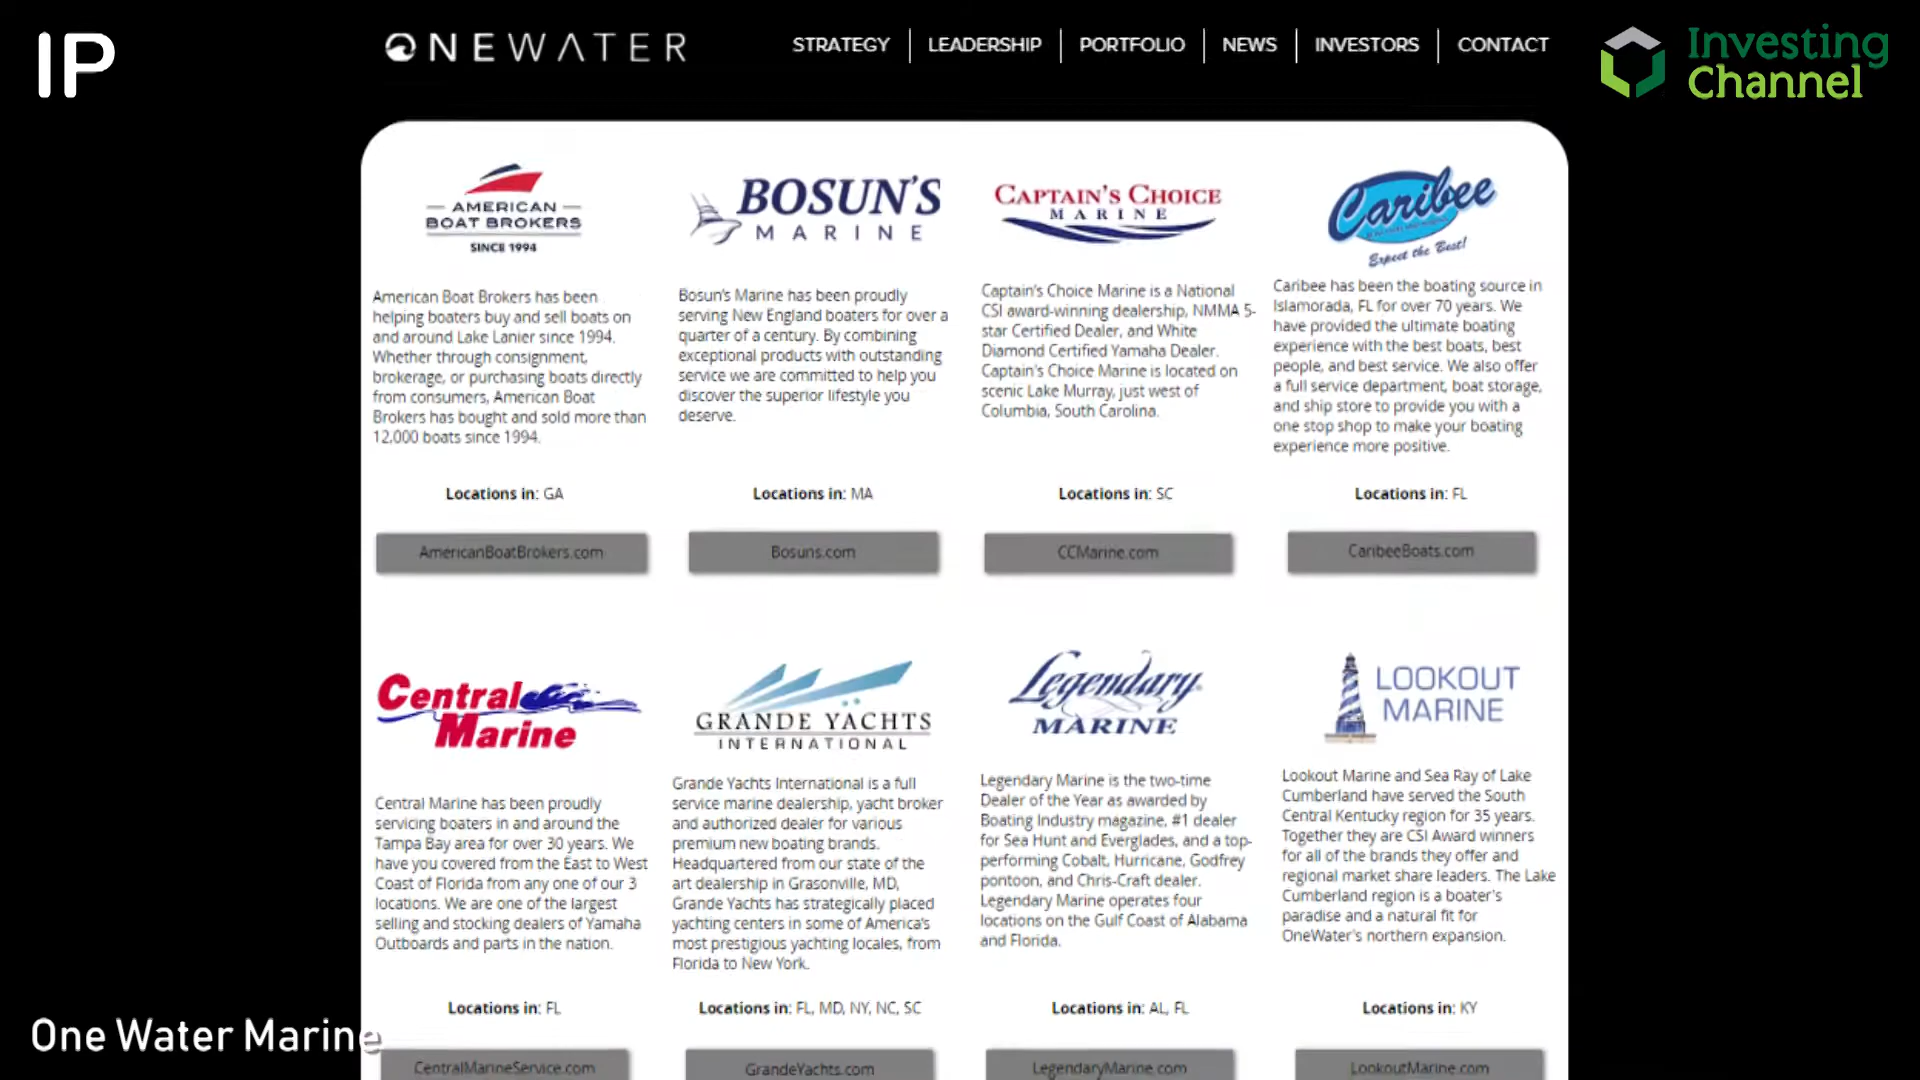 IP
ONEWATER
STRATEGY
LEADERSHIP
PORTFOLIO
NEWS
INVESTORS
CONTACT
Investing
Channel
AMERICAN
BOAT BROKERS
SINCE 1994
American Boat Brokers has been
helping boaters buy and sell boats on
and around Lake Lanier since 1994.
Whether through consignment,
brokerage, or purchasing boats directly
from consumers, American Boat
Brokers has bought and sold more than
12,000 boats since 1994.
Locations in: GA
AmericanBoatBrokers.com
BOSUN'S
MARINE
Bosun's Marine has been proudly
serving New England boaters for over a
quarter of a century. By combining
exceptional products with outstanding
service we are committed to help you
discover the superior lifestyle you
deserve.
Locations in: MA
Bosuns.com
CAPTAIN'S CHOICE
MARINE
Captain's Choice Marine is a National
CSI award-winning dealership, NMMA 5-
star Certified Dealer, and White
Diamond Certified Yamaha Dealer.
Captain's Choice Marine is located on
scenic Lake Murray, just west of
Columbia, South Carolina.
Locations in: SC
CCMarine.com
Caribee
Expect the Best!
Caribee has been the boating source in
Islamorada, FL for over 70 years. We
have provided the ultimate boating
experience with the best boats, best
people, and best service. We also offer
a full service department, boat storage,
and ship store to provide you with a
one stop shop to make your boating
experience more positive.
Locations in: FL
CaribeeBoats.com
Central
Marine
Central Marine has been proudly
servicing boaters in and around the
Tampa Bay area for over 30 years. We
have you covered from the East to West
Coast of Florida from any one of our 3
locations. We are one of the largest
selling and stocking dealers of Yamaha
Outboards and parts in the nation.
Locations in: FL
CentralMarineService.com
GRANDE YACHTS
INTERNATIONAL
Grande Yachts International is a full
service marine dealership, yacht broker
and authorized dealer for various
premium new boating brands.
Headquartered from our state of the
art dealership in Grasonville, MD,
Grande Yachts has strategically placed
yachting centers in some of America's
most prestigious yachting locales, from
Florida to New York.
Locations in: FL, MD, NY, NC, SC
GrandeYachts.com
Legendary
MARINE
Legendary Marine is the two-time
Dealer of the Year as awarded by
Boating Industry magazine, #1 dealer
for Sea Hunt and Everglades, and a top-
performing Cobalt, Hurricane, Godfrey
pontoon, and Chris-Craft dealer.
Legendary Marine operates four
locations on the Gulf Coast of Alabama
and Florida.
Locations in: AL, FL
LegendaryMarine.com
LOOKOUT
MARINE
Lookout Marine and Sea Ray of Lake
Cumberland have served the South
Central Kentucky region for 35 years.
Together they are CSI Award winners
for all of the brands they offer and
regional market share leaders. The Lake
Cumberland region is a boater's
paradise and a natural fit for
OneWater's northern expansion.
Locations in: KY
LookoutMarine.com
One Water Marine